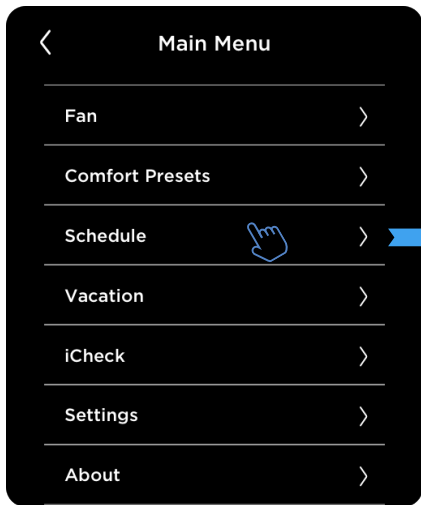 Main Menu
Fan
Comfort Presets
Schedule
Vacation
iCheck
Settings
About